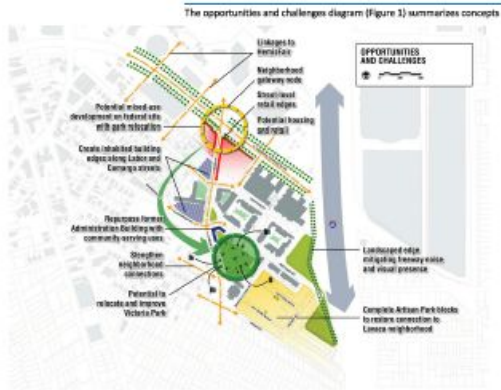 The opportunities and challenges diagram (Figure 1) summarizes concepts
Linkages to
HemisFair
OPPORTUNITIES
AND CHALLENGES
Neighborhood
gateway node
Street-level
retail edges
Potential mixed-use
development on federal site
with park relocation
Potential housing
and retail
Create inhabited building
edges along Labor and
Camargo streets
Repurpose former
Administration Building with
community-serving uses
Strengthen
neighborhood
connections
Landscaped edge,
mitigating freeway noise
and visual presence
Potential to
relocate and improve
Victoria Park
Complete Artisan Park blocks
to restore connection to
Lavaca neighborhood